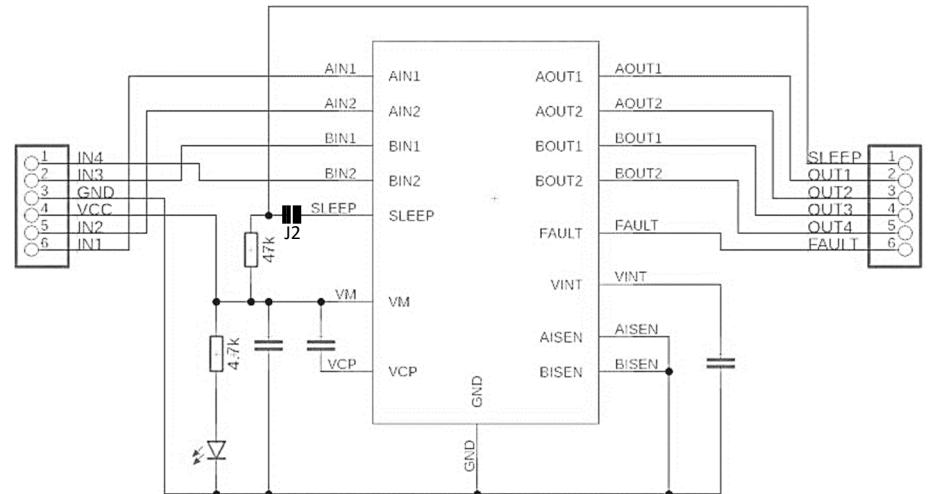 AIN1 AIN1 AOUT1 AOUT1
AIN2 AIN2 AOUT2 AOUT2
BIN1 BIN1 BOUT1 BOUT1
1 IN4 SLEEP 1
2 IN3 BIN2 BIN2 BOUT2 BOUT2 OUT1 2
3 GND OUT2 3
4 VCC SLEEP SLEEP OUT3 4
5 IN2 J2 FAULT FAULT OUT4 5
6 IN1 47k FAULT 6
VINT VINT
VM VM
AISEN AISEN
4.7k VCP VCP BISEN BISEN
GND
GND